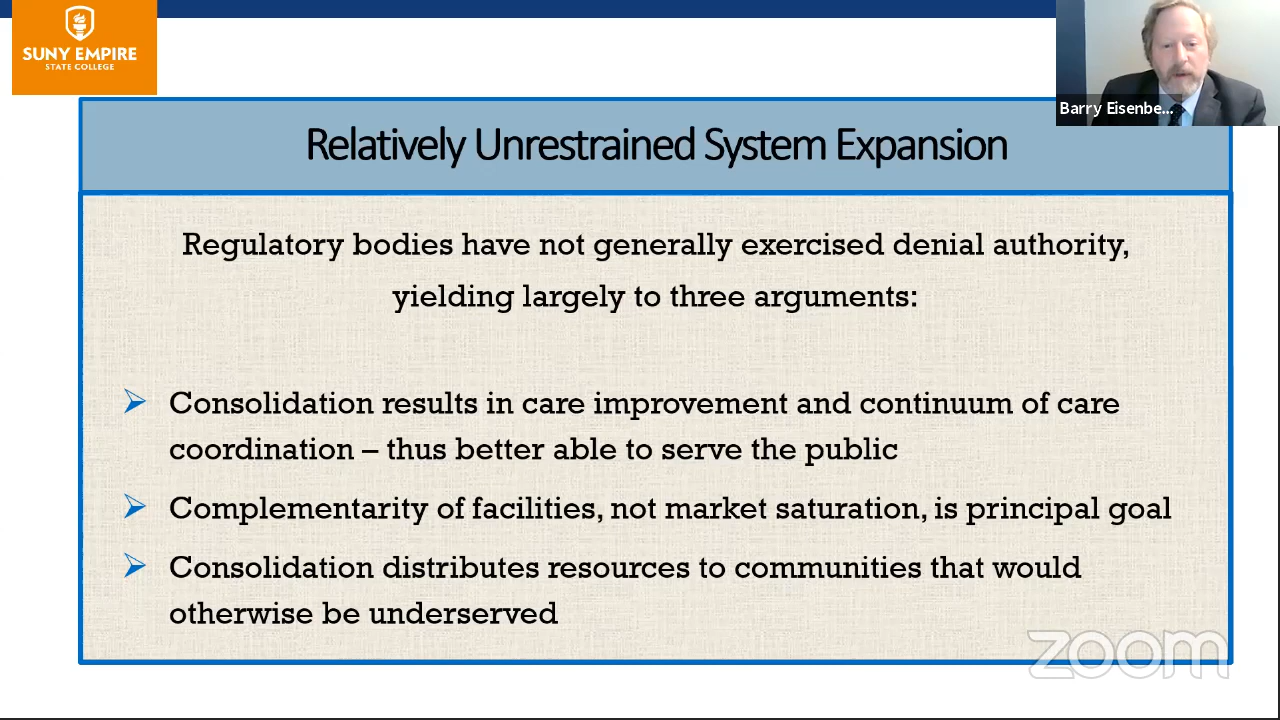 SUNY EMPIRE
STATE COLLEGE
Barry Eisenbe...
Relatively Unrestrained System Expansion
Regulatory bodies have not generally exercised denial authority,
yielding largely to three arguments:
Consolidation results in care improvement and continuum of care
coordination – thus better able to serve the public
Complementarity of facilities, not market saturation, is principal goal
Consolidation distributes resources to communities that would
otherwise be underserved
zoom